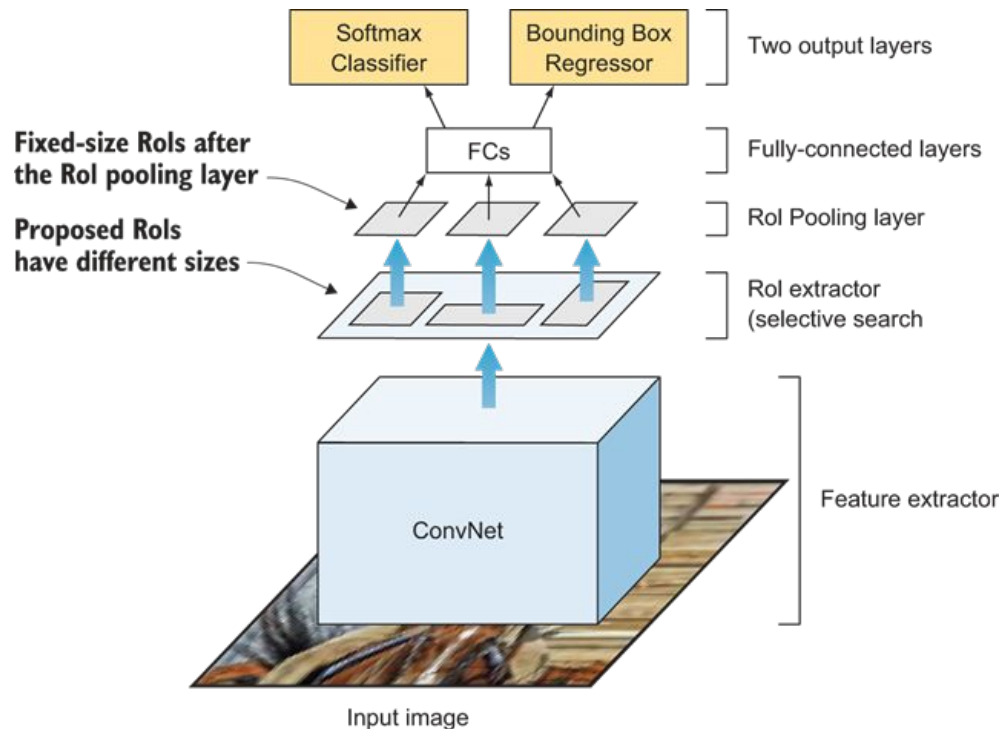 Softmax
Classifier
Bounding Box
Regressor
Two output layers
Fixed-size RoIs after
the RoI pooling layer
FCs
Fully-connected layers
RoI Pooling layer
Proposed RoIs
have different sizes
RoI extractor
(selective search
ConvNet
Feature extractor
Input image